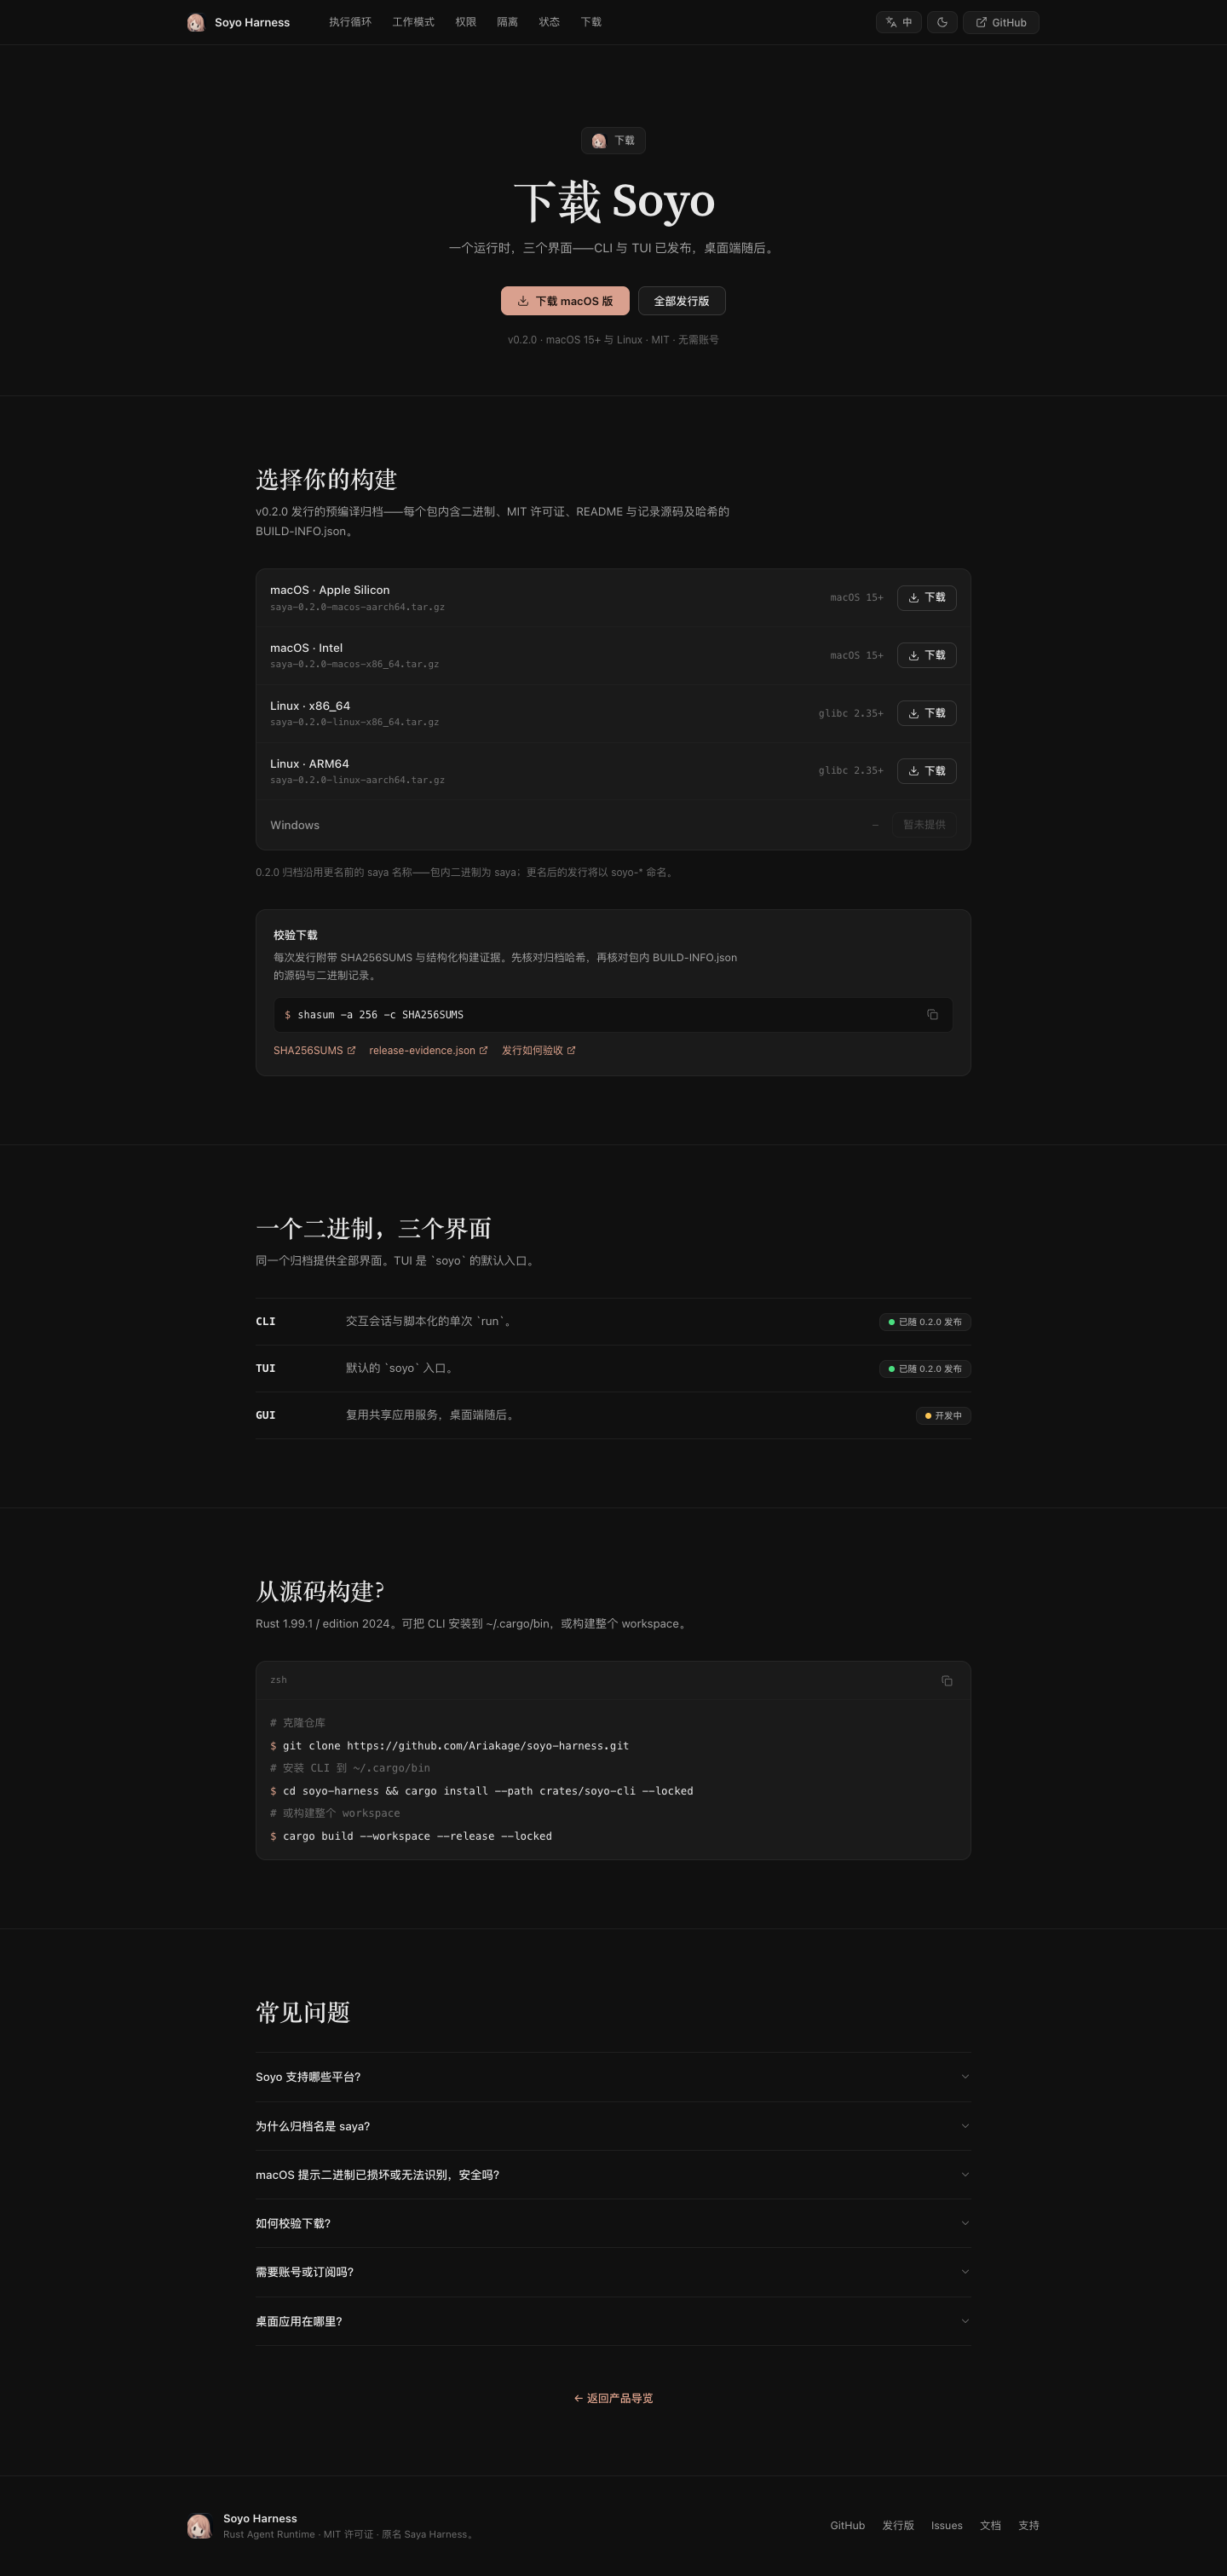 Soyo Harness 执行循环 工作模式 权限 隔离 状态 下载 中 GitHub
下载
下载 Soyo
一个运行时，三个界面——CLI 与 TUI 已发布，桌面端随后。
下载 macOS 版 全部发行版
v0.2.0 · macOS 15+ 与 Linux · MIT · 无需账号
选择你的构建
v0.2.0 发行的预编译归档——每个包内含二进制、MIT 许可证、README 与记录源码及哈希的
BUILD-INFO.json。
macOS · Apple Silicon
saya-0.2.0-macos-aarch64.tar.gz
macOS 15+ 下载
macOS · Intel
saya-0.2.0-macos-x86_64.tar.gz
macOS 15+ 下载
Linux · x86_64
saya-0.2.0-linux-x86_64.tar.gz
glibc 2.35+ 下载
Linux · ARM64
saya-0.2.0-linux-aarch64.tar.gz
glibc 2.35+ 下载
Windows — 暂未提供
0.2.0 归档沿用更名前的 saya 名称——包内二进制为 saya；更名后的发行将以 soyo-* 命名。
校验下载
每次发行附带 SHA256SUMS 与结构化构建证据。先核对归档哈希，再核对包内 BUILD-INFO.json
的源码与二进制记录。
$ shasum -a 256 -c SHA256SUMS
SHA256SUMS release-evidence.json 发行如何验收
一个二进制，三个界面
同一个归档提供全部界面。TUI 是 `soyo` 的默认入口。
CLI 交互会话与脚本化的单次 `run`。 已随 0.2.0 发布
TUI 默认的 `soyo` 入口。 已随 0.2.0 发布
GUI 复用共享应用服务，桌面端随后。 开发中
从源码构建？
Rust 1.99.1 / edition 2024。可把 CLI 安装到 ~/.cargo/bin，或构建整个 workspace。
zsh
# 克隆仓库
$ git clone https://github.com/Ariakage/soyo-harness.git
# 安装 CLI 到 ~/.cargo/bin
$ cd soyo-harness && cargo install --path crates/soyo-cli --locked
# 或构建整个 workspace
$ cargo build --workspace --release --locked
常见问题
Soyo 支持哪些平台？
为什么归档名是 saya？
macOS 提示二进制已损坏或无法识别，安全吗？
如何校验下载？
需要账号或订阅吗？
桌面应用在哪里？
← 返回产品导览
Soyo Harness
Rust Agent Runtime · MIT 许可证 · 原名 Saya Harness。
GitHub 发行版 Issues 文档 支持